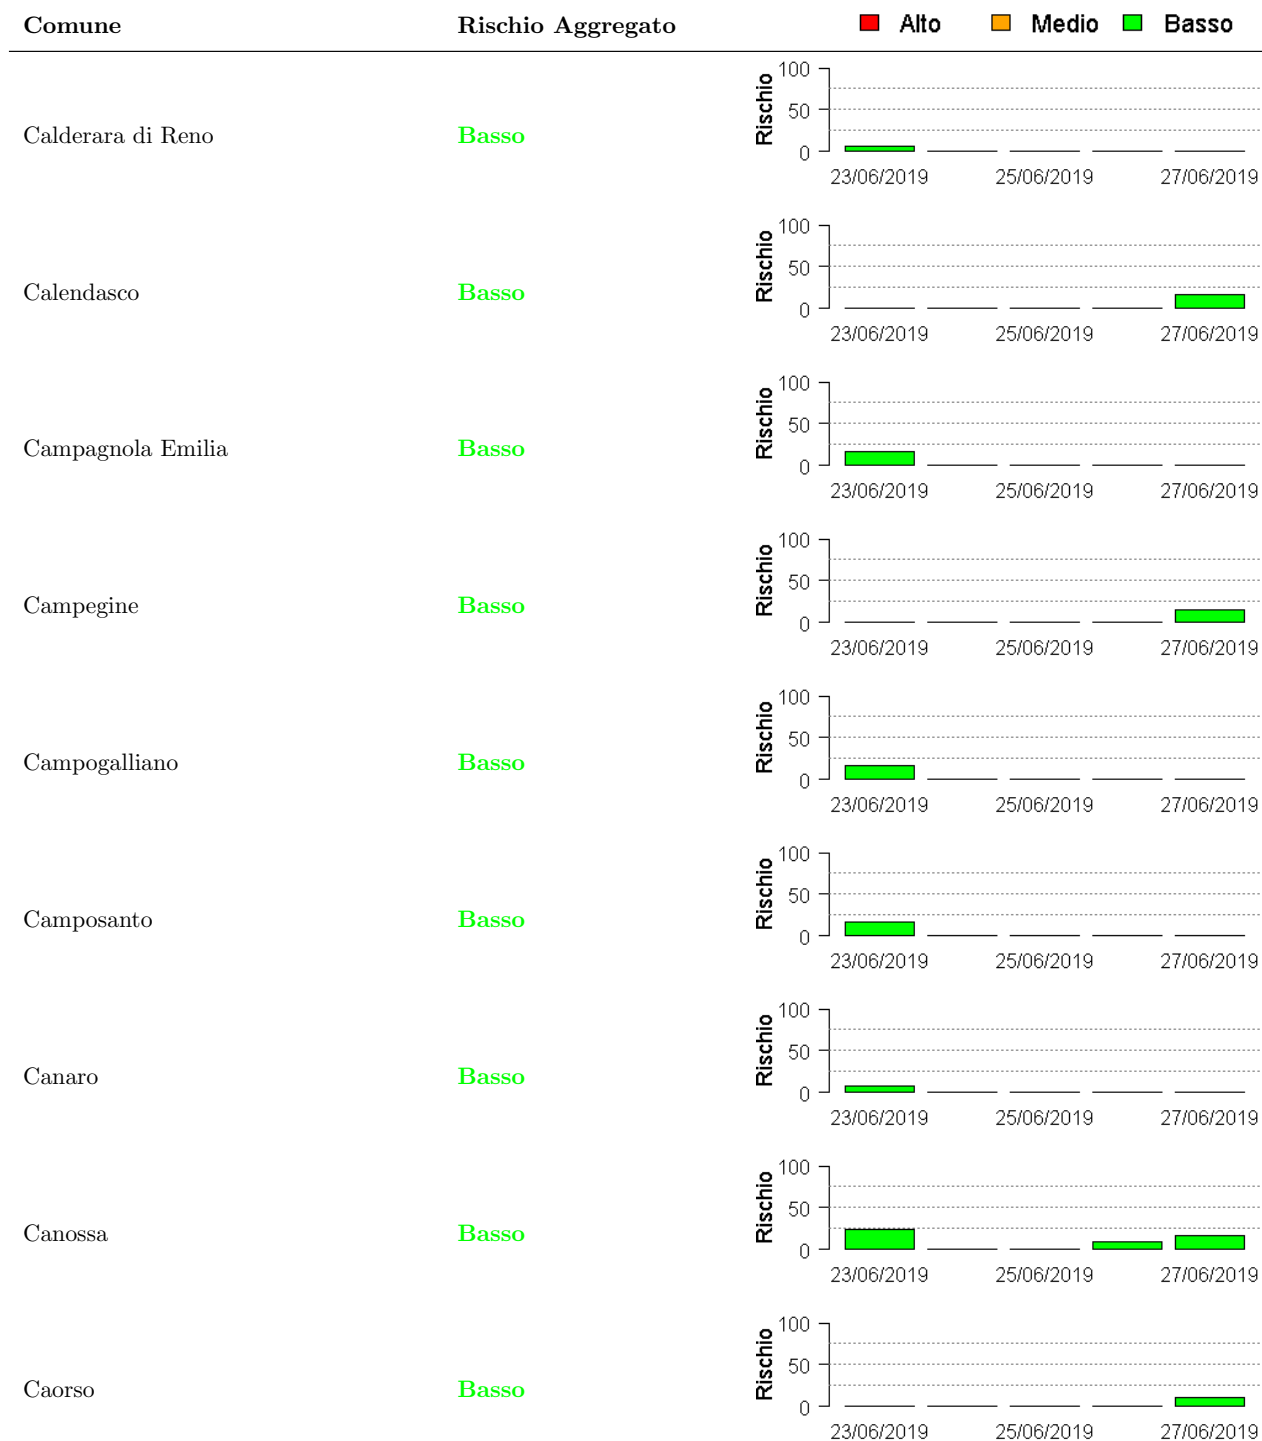 Comune Rischio Aggregato Alto Medio Basso
Calderara di Reno Basso Rischio 100 50 0
23/06/2019 25/06/2019 27/06/2019
Calendasco Basso Rischio 100 50 0
23/06/2019 25/06/2019 27/06/2019
Campagnola Emilia Basso Rischio 100 50 0
23/06/2019 25/06/2019 27/06/2019
Campegine Basso Rischio 100 50 0
23/06/2019 25/06/2019 27/06/2019
Campogalliano Basso Rischio 100 50 0
23/06/2019 25/06/2019 27/06/2019
Camposanto Basso Rischio 100 50 0
23/06/2019 25/06/2019 27/06/2019
Canaro Basso Rischio 100 50 0
23/06/2019 25/06/2019 27/06/2019
Canossa Basso Rischio 100 50 0
23/06/2019 25/06/2019 27/06/2019
Caorso Basso Rischio 100 50 0
23/06/2019 25/06/2019 27/06/2019